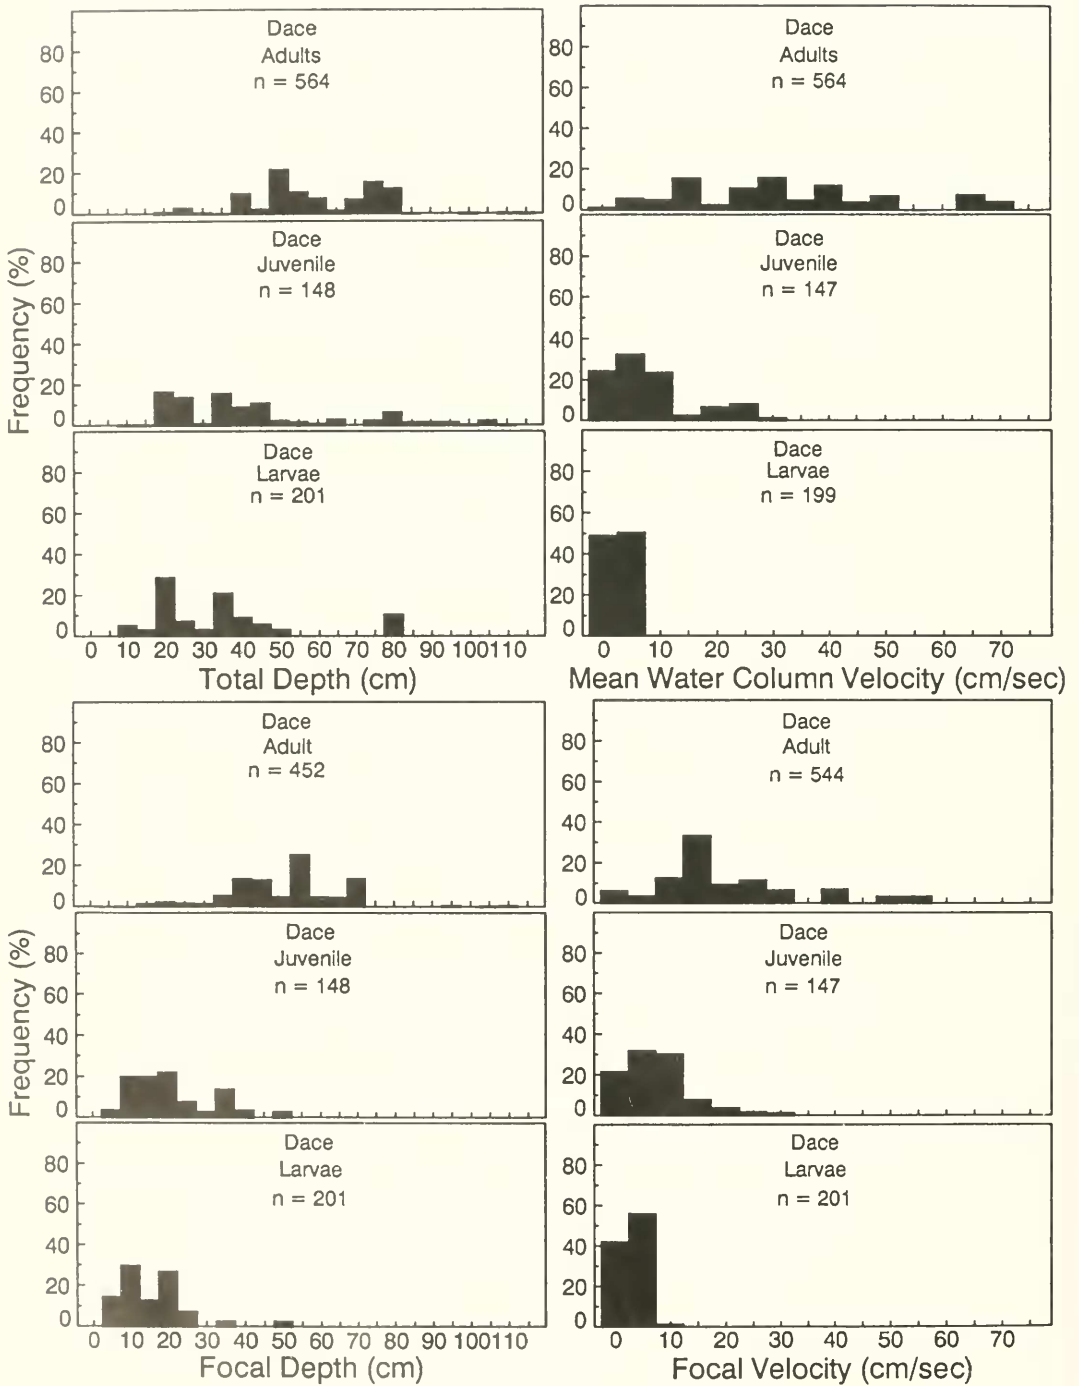 Dace
Adults
n = 564
80
60
40
20
0
Dace
Adults
n = 564
80
60
40
20
0
Dace
Juvenile
n = 148
80
60
40
20
0
Dace
Juvenile
n = 147
80
60
40
20
0
Frequency (%)
Dace
Larvae
n = 201
80
60
40
20
0
0 10 20 30 40 50 60 70 80 90 100110
Total Depth (cm)
Dace
Larvae
n = 199
80
60
40
20
0
0 10 20 30 40 50 60 70
Mean Water Column Velocity (cm/sec)
Dace
Adult
n = 452
80
60
40
20
0
Dace
Adult
n = 544
80
60
40
20
0
Dace
Juvenile
n = 148
80
60
40
20
0
Dace
Juvenile
n = 147
80
60
40
20
0
Frequency (%)
Dace
Larvae
n = 201
80
60
40
20
0
0 10 20 30 40 50 60 70 80 90 100110
Focal Depth (cm)
Dace
Larvae
n = 201
80
60
40
20
0
0 10 20 30 40 50 60 70
Focal Velocity (cm/sec)